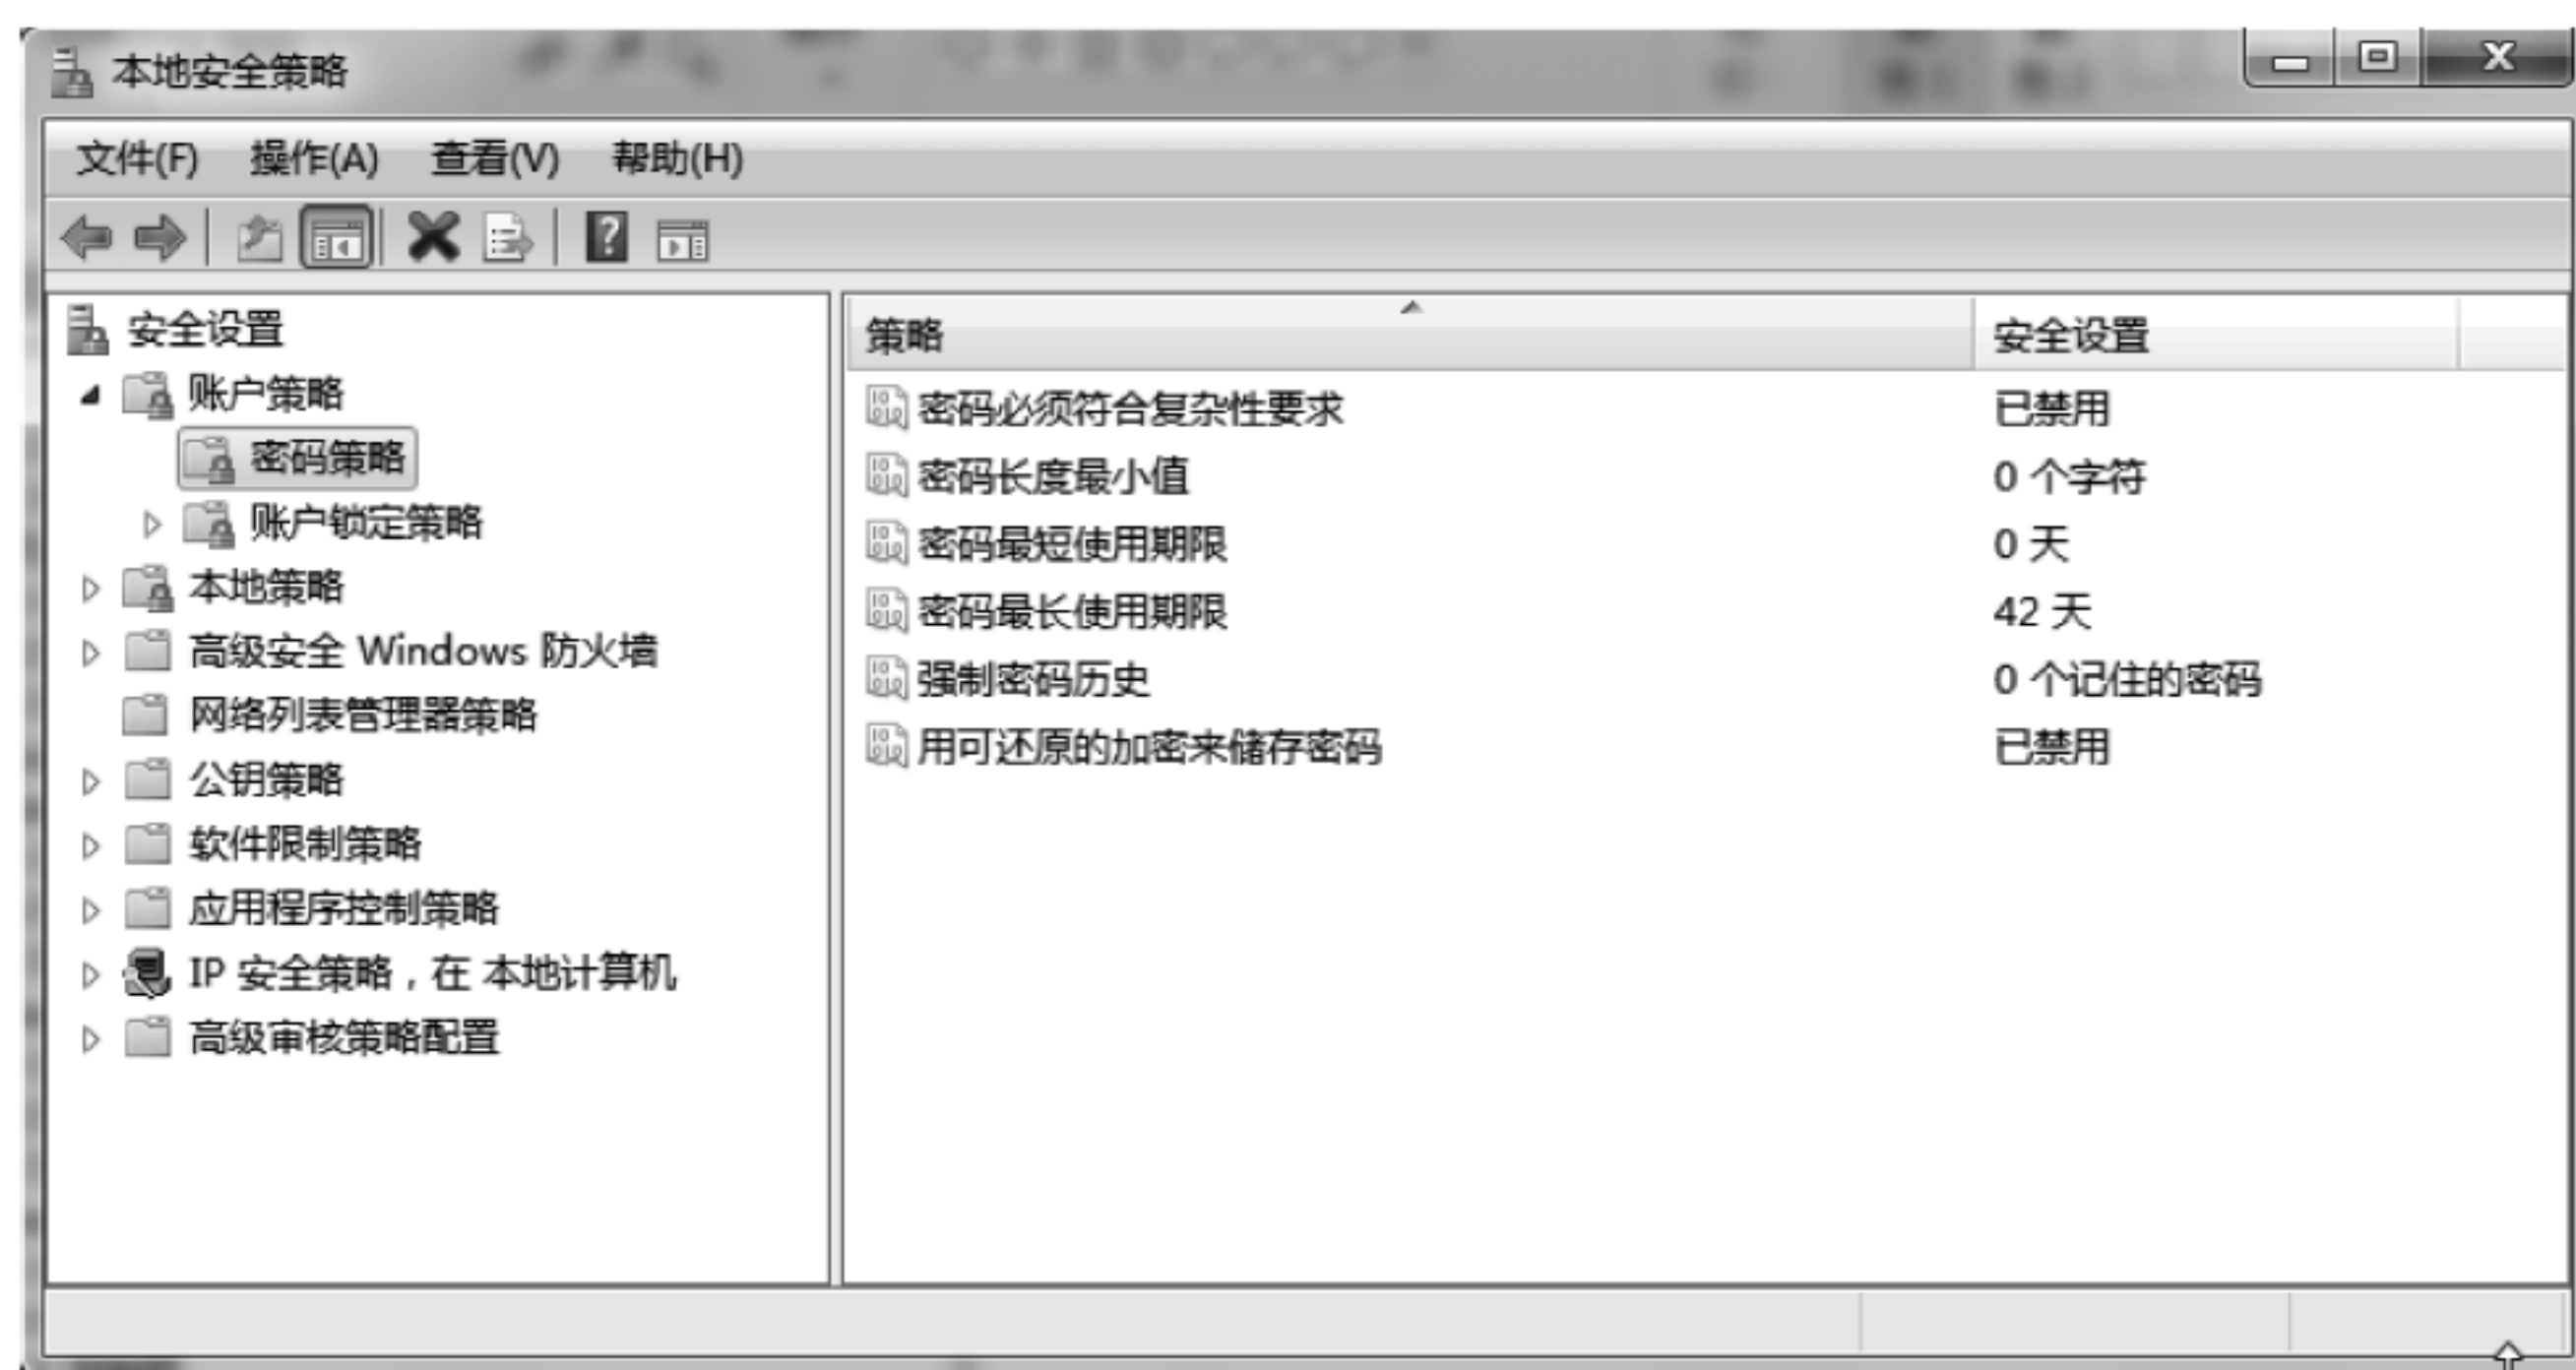 本地安全策略
文件(F) 操作(A) 查看(V) 帮助(H)
安全设置
账户策略
密码策略
账户锁定策略
本地策略
高级安全 Windows 防火墙
网络列表管理器策略
公钥策略
软件限制策略
应用程序控制策略
IP 安全策略，在 本地计算机
高级审核策略配置
策略 安全设置
密码必须符合复杂性要求 已禁用
密码长度最小值 0 个字符
密码最短使用期限 0 天
密码最长使用期限 42 天
强制密码历史 0 个记住的密码
用可还原的加密来储存密码 已禁用